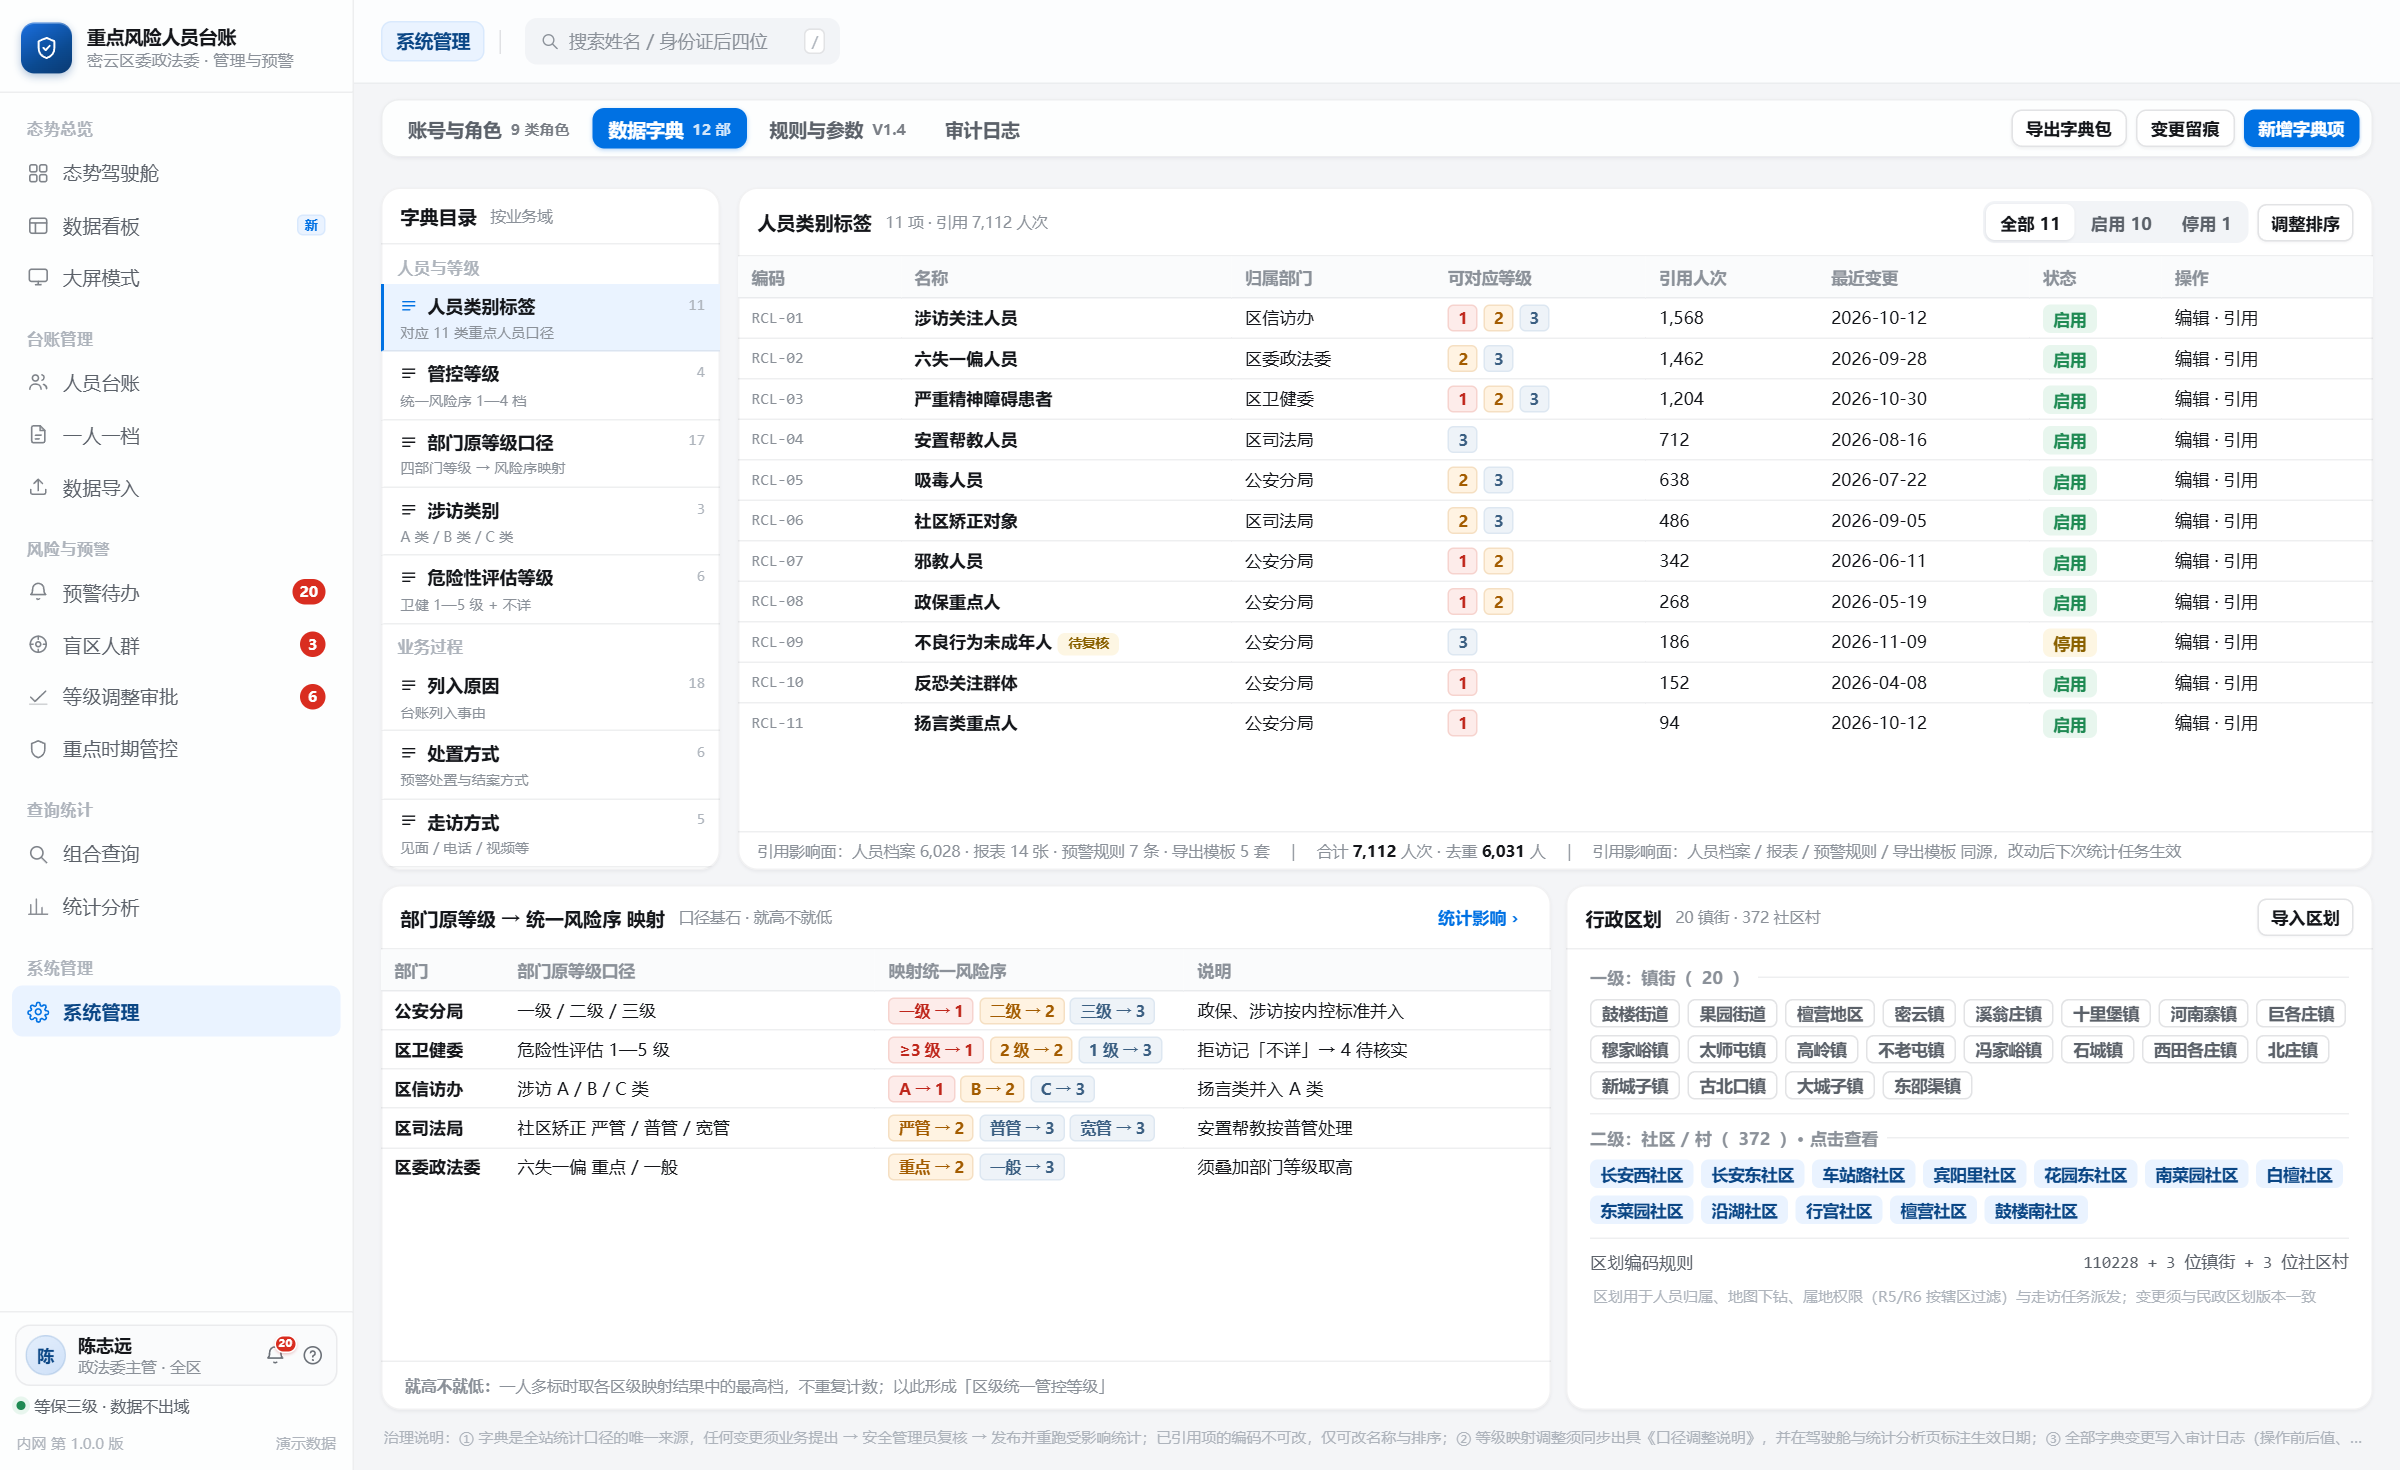 重点风险人员台账
密云区委政法委 · 管理与预警
态势总览
态势驾驶舱
数据看板 新
大屏模式
台账管理
人员台账
一人一档
数据导入
风险与预警
预警待办 20
盲区人群 3
等级调整审批 6
重点时期管控
查询统计
组合查询
统计分析
系统管理
系统管理
陈 陈志远
政法委主管 · 全区
20
等保三级 · 数据不出域
内网 第 1.0.0 版 演示数据
系统管理 搜索姓名 / 身份证后四位 /
账号与角色 9 类角色 数据字典 12 部 规则与参数 V1.4 审计日志 导出字典包 变更留痕 新增字典项
字典目录 按业务域
人员与等级
人员类别标签 11
对应 11 类重点人员口径
管控等级 4
统一风险序 1—4 档
部门原等级口径 17
四部门等级 → 风险序映射
涉访类别 3
A 类 / B 类 / C 类
危险性评估等级 6
卫健 1—5 级 + 不详
业务过程
列入原因 18
台账列入事由
处置方式 6
预警处置与结案方式
走访方式 5
见面 / 电话 / 视频等
人员类别标签 11 项 · 引用 7,112 人次 全部 11 启用 10 停用 1 调整排序
编码 名称 归属部门 可对应等级 引用人次 最近变更 状态 操作
RCL-01 涉访关注人员 区信访办 1 2 3 1,568 2026-10-12 启用 编辑 · 引用
RCL-02 六失一偏人员 区委政法委 2 3 1,462 2026-09-28 启用 编辑 · 引用
RCL-03 严重精神障碍患者 区卫健委 1 2 3 1,204 2026-10-30 启用 编辑 · 引用
RCL-04 安置帮教人员 区司法局 3 712 2026-08-16 启用 编辑 · 引用
RCL-05 吸毒人员 公安分局 2 3 638 2026-07-22 启用 编辑 · 引用
RCL-06 社区矫正对象 区司法局 2 3 486 2026-09-05 启用 编辑 · 引用
RCL-07 邪教人员 公安分局 1 2 342 2026-06-11 启用 编辑 · 引用
RCL-08 政保重点人 公安分局 1 2 268 2026-05-19 启用 编辑 · 引用
RCL-09 不良行为未成年人 待复核 公安分局 3 186 2026-11-09 停用 编辑 · 引用
RCL-10 反恐关注群体 公安分局 1 152 2026-04-08 启用 编辑 · 引用
RCL-11 扬言类重点人 公安分局 1 94 2026-10-12 启用 编辑 · 引用
引用影响面：人员档案 6,028 · 报表 14 张 · 预警规则 7 条 · 导出模板 5 套 | 合计 7,112 人次 · 去重 6,031 人 | 引用影响面：人员档案 / 报表 / 预警规则 / 导出模板 同源，改动后下次统计任务生效
部门原等级 → 统一风险序 映射 口径基石 · 就高不就低 统计影响 ›
部门 部门原等级口径 映射统一风险序 说明
公安分局 一级 / 二级 / 三级 一级 → 1 二级 → 2 三级 → 3 政保、涉访按内控标准并入
区卫健委 危险性评估 1—5 级 ≥3 级 → 1 2 级 → 2 1 级 → 3 拒访记「不详」→ 4 待核实
区信访办 涉访 A / B / C 类 A → 1 B → 2 C → 3 扬言类并入 A 类
区司法局 社区矫正 严管 / 普管 / 宽管 严管 → 2 普管 → 3 宽管 → 3 安置帮教按普管处理
区委政法委 六失一偏 重点 / 一般 重点 → 2 一般 → 3 须叠加部门等级取高
就高不就低：一人多标时取各区级映射结果中的最高档，不重复计数；以此形成「区级统一管控等级」
行政区划 20 镇街 · 372 社区村 导入区划
一级：镇街（ 20 ）
鼓楼街道 果园街道 檀营地区 密云镇 溪翁庄镇 十里堡镇 河南寨镇 巨各庄镇
穆家峪镇 太师屯镇 高岭镇 不老屯镇 冯家峪镇 石城镇 西田各庄镇 北庄镇
新城子镇 古北口镇 大城子镇 东邵渠镇
二级：社区 / 村（ 372 ）• 点击查看
长安西社区 长安东社区 车站路社区 宾阳里社区 花园东社区 南菜园社区 白檀社区
东菜园社区 沿湖社区 行宫社区 檀营社区 鼓楼南社区
区划编码规则 110228 + 3 位镇街 + 3 位社区村
区划用于人员归属、地图下钻、属地权限（R5/R6 按辖区过滤）与走访任务派发；变更须与民政区划版本一致
治理说明：① 字典是全站统计口径的唯一来源，任何变更须业务提出 → 安全管理员复核 → 发布并重跑受影响统计；已引用项的编码不可改，仅可改名称与排序；② 等级映射调整须同步出具《口径调整说明》，并在驾驶舱与统计分析页标注生效日期；③ 全部字典变更写入审计日志（操作前后值、...